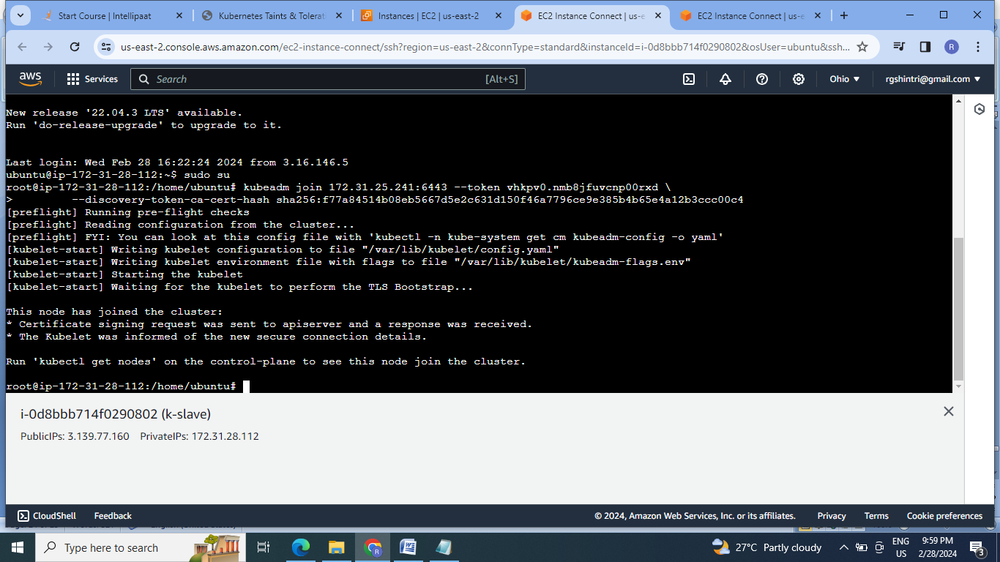 Start Course | Intellipaat
Kubernetes Taints & Tolerati
Instances | EC2 | us-east-2
EC2 Instance Connect | us-e
EC2 Instance Connect | us-e
us-east-2.console.aws.amazon.com/ec2-instance-connect/ssh?region=us-east-2&connType=standard&instanceId=i-0d8bbb714f0290802&osUser=ubuntu&ssh...
R
aws
Services
Search
[Alt+S]
Ohio
rgshintri@gmail.com
New release '22.04.3 LTS' available.
Run 'do-release-upgrade' to upgrade to it.
Last login: Wed Feb 28 16:22:24 2024 from 3.16.146.5
ubuntu@ip-172-31-28-112:~$ sudo su
root@ip-172-31-28-112:/home/ubuntu# kubeadm join 172.31.25.241:6443 --token vhkpv0.nmb8jfuvcnp00rxd \
>         --discovery-token-ca-cert-hash sha256:f77a84514b08eb5667d5e2c631d150f46a7796ce9e385b4b65e4a12b3ccc00c4
[preflight] Running pre-flight checks
[preflight] Reading configuration from the cluster...
[preflight] FYI: You can look at this config file with 'kubectl -n kube-system get cm kubeadm-config -o yaml'
[kubelet-start] Writing kubelet configuration to file "/var/lib/kubelet/config.yaml"
[kubelet-start] Writing kubelet environment file with flags to file "/var/lib/kubelet/kubeadm-flags.env"
[kubelet-start] Starting the kubelet
[kubelet-start] Waiting for the kubelet to perform the TLS Bootstrap...
This node has joined the cluster:
* Certificate signing request was sent to apiserver and a response was received.
* The Kubelet was informed of the new secure connection details.
Run 'kubectl get nodes' on the control-plane to see this node join the cluster.
root@ip-172-31-28-112:/home/ubuntu#
i-0d8bbb714f0290802 (k-slave)
PublicIPs: 3.139.77.160    PrivateIPs: 172.31.28.112
CloudShell
Feedback
© 2024, Amazon Web Services, Inc. or its affiliates.
Privacy
Terms
Cookie preferences
Type here to search
R
27°C Partly cloudy
ENG
US
9:59 PM
2/28/2024
3